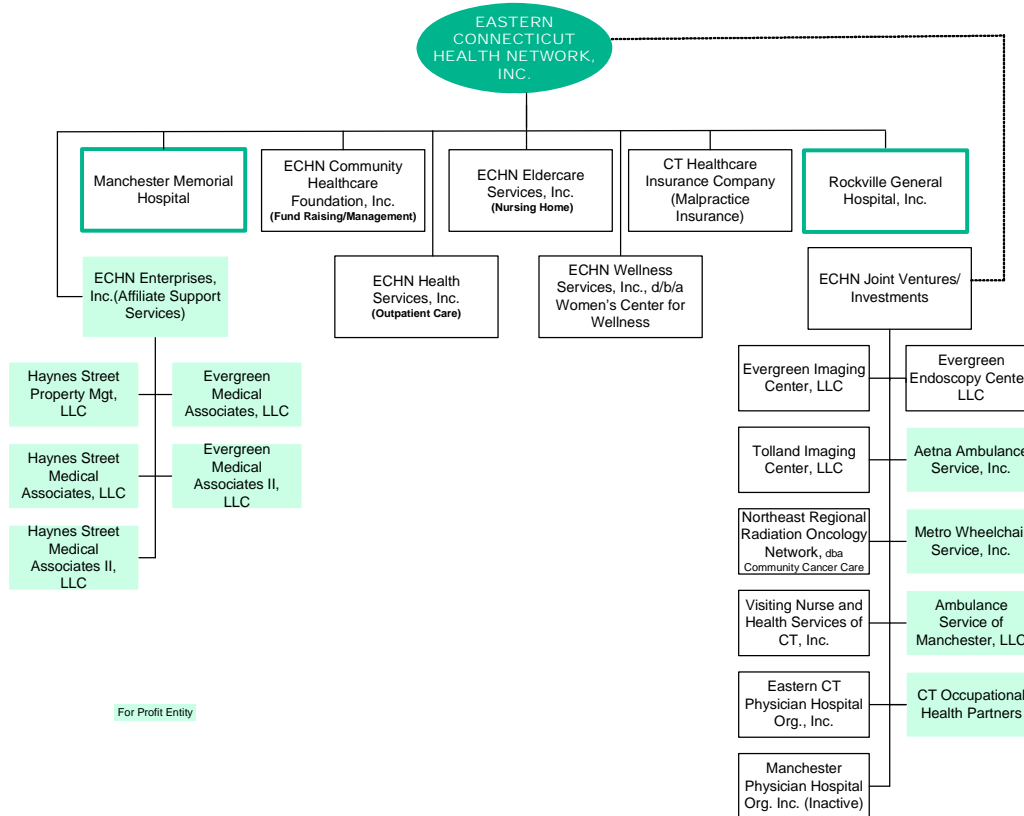 EASTERN
CONNECTICUT
HEALTH NETWORK,
INC.
Manchester Memorial
Hospital
ECHN Community
Healthcare
Foundation, Inc.
(Fund Raising/Management)
ECHN Eldercare
Services, Inc.
(Nursing Home)
CT Healthcare
Insurance Company
(Malpractice
Insurance)
Rockville General
Hospital, Inc.
ECHN Enterprises,
Inc.(Affiliate Support
Services)
ECHN Health
Services, Inc.
(Outpatient Care)
ECHN Wellness
Services, Inc., d/b/a
Women's Center for
Wellness
ECHN Joint Ventures/
Investments
Haynes Street
Property Mgt,
LLC
Evergreen
Medical
Associates, LLC
Haynes Street
Medical
Associates, LLC
Evergreen
Medical
Associates II,
LLC
Haynes Street
Medical
Associates II,
LLC
Evergreen Imaging
Center, LLC
Evergreen
Endoscopy Cente
LLC
Tolland Imaging
Center, LLC
Aetna Ambulance
Service, Inc.
Northeast Regional
Radiation Oncology
Network, dba
Community Cancer Care
Metro Wheelchai
Service, Inc.
Visiting Nurse and
Health Services of
CT, Inc.
Ambulance
Service of
Manchester, LLC
Eastern CT
Physician Hospital
Org., Inc.
CT Occupational
Health Partners
Manchester
Physician Hospital
Org. Inc. (Inactive)
For Profit Entity